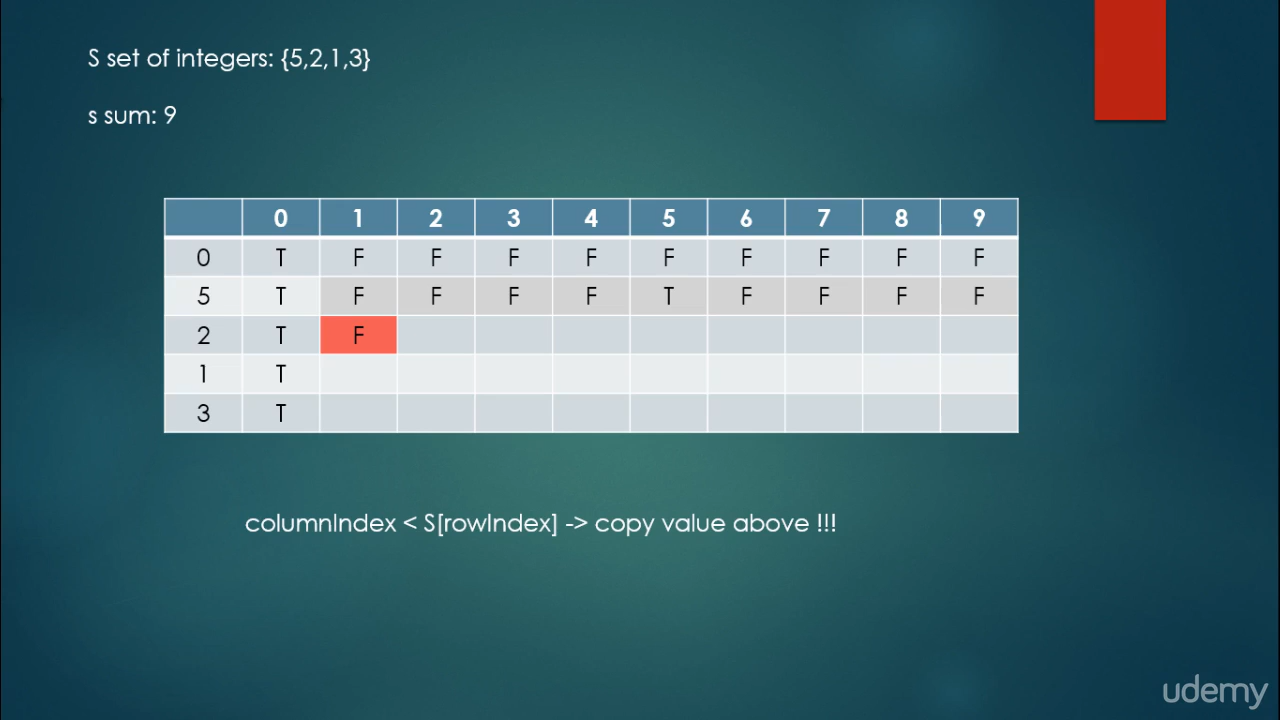 S set of integers: {5,2,1,3}
s sum: 9
0 1 2 3 4 5 6 7 8 9
0 T F F F F F F F F F
5 T F F F F T F F F F
2 T F
1 T
3 T
columnIndex < S[rowIndex] -> copy value above !!!
udemy